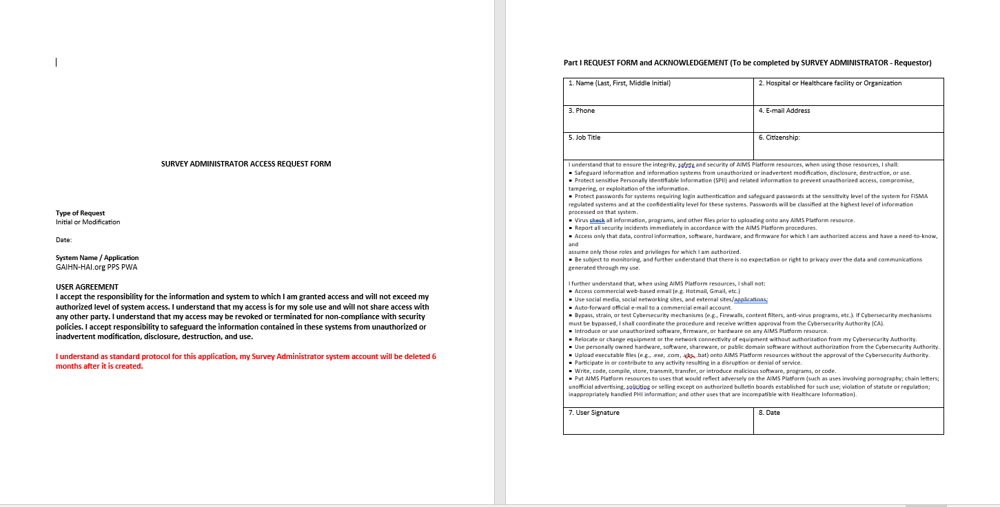 SURVEY ADMINISTRATOR ACCESS REQUEST FORM
Type of Request
Initial or Modification
Date:
System Name / Application
GAIHN-HAI.org PPS PWA
USER AGREEMENT
I accept the responsibility for the information and system to which I am granted access and will not exceed my
authorized level of system access. I understand that my access is for my sole use and will not share access with
any other party. I understand that my access may be revoked or terminated for non-compliance with security
policies. I accept responsibility to safeguard the information contained in these systems from unauthorized or
inadvertent modification, disclosure, destruction, and use.
I understand as standard protocol for this application, my Survey Administrator system account will be deleted 6
months after it is created.
Part I REQUEST FORM and ACKNOWLEDGEMENT (To be completed by SURVEY ADMINISTRATOR - Requestor)
1. Name (Last, First, Middle Initial)
2. Hospital or Healthcare facility or Organization
3. Phone
4. E-mail Address
5. Job Title
6. Citizenship:
I understand that to ensure the integrity, safety and security of AIMS Platform resources, when using those resources, I shall:
• Safeguard information and information systems from unauthorized or inadvertent modification, disclosure, destruction, or use.
• Protect sensitive Personally Identifiable Information (SPII) and related information to prevent unauthorized access, compromise,
tampering, or exploitation of the information.
• Protect passwords for systems requiring login authentication and safeguard passwords at the sensitivity level of the system for FISMA
regulated systems and at the confidentiality level for these systems. Passwords will be classified at the highest level of information
processed on that system.
• Virus check all information, programs, and other files prior to uploading onto any AIMS Platform resource.
• Report all security incidents immediately in accordance with the AIMS Platform procedures.
• Access only that data, control information, software, hardware, and firmware for which I am authorized access and have a need-to-know,
and
assume only those roles and privileges for which I am authorized.
• Be subject to monitoring, and further understand that there is no expectation or right to privacy over the data and communications
generated through my use.
I further understand that, when using AIMS Platform resources, I shall not:
• Access commercial web-based email (e.g. Hotmail, Gmail, etc.)
• Use social media, social networking sites, and external sites/applications;
• Auto-forward official e-mail to a commercial email account.
• Bypass, strain, or test Cybersecurity mechanisms (e.g., Firewalls, content filters, anti-virus programs, etc.). If Cybersecurity mechanisms
must be bypassed, I shall coordinate the procedure and receive written approval from the Cybersecurity Authority (CA).
• Introduce or use unauthorized software, firmware, or hardware on any AIMS Platform resource.
• Relocate or change equipment or the network connectivity of equipment without authorization from my Cybersecurity Authority.
• Use personally owned hardware, software, shareware, or public domain software without authorization from the Cybersecurity Authority.
• Upload executable files (e.g., .exe, .com, .vbs, .bat) onto AIMS Platform resources without the approval of the Cybersecurity Authority.
• Participate in or contribute to any activity resulting in a disruption or denial of service.
• Write, code, compile, store, transmit, transfer, or introduce malicious software, programs, or code.
• Put AIMS Platform resources to uses that would reflect adversely on the AIMS Platform (such as uses involving pornography; chain letters;
unofficial advertising, soliciting or selling except on authorized bulletin boards established for such use; violation of statute or regulation;
inappropriately handled PHI information; and other uses that are incompatible with Healthcare Information).
7. User Signature
8. Date